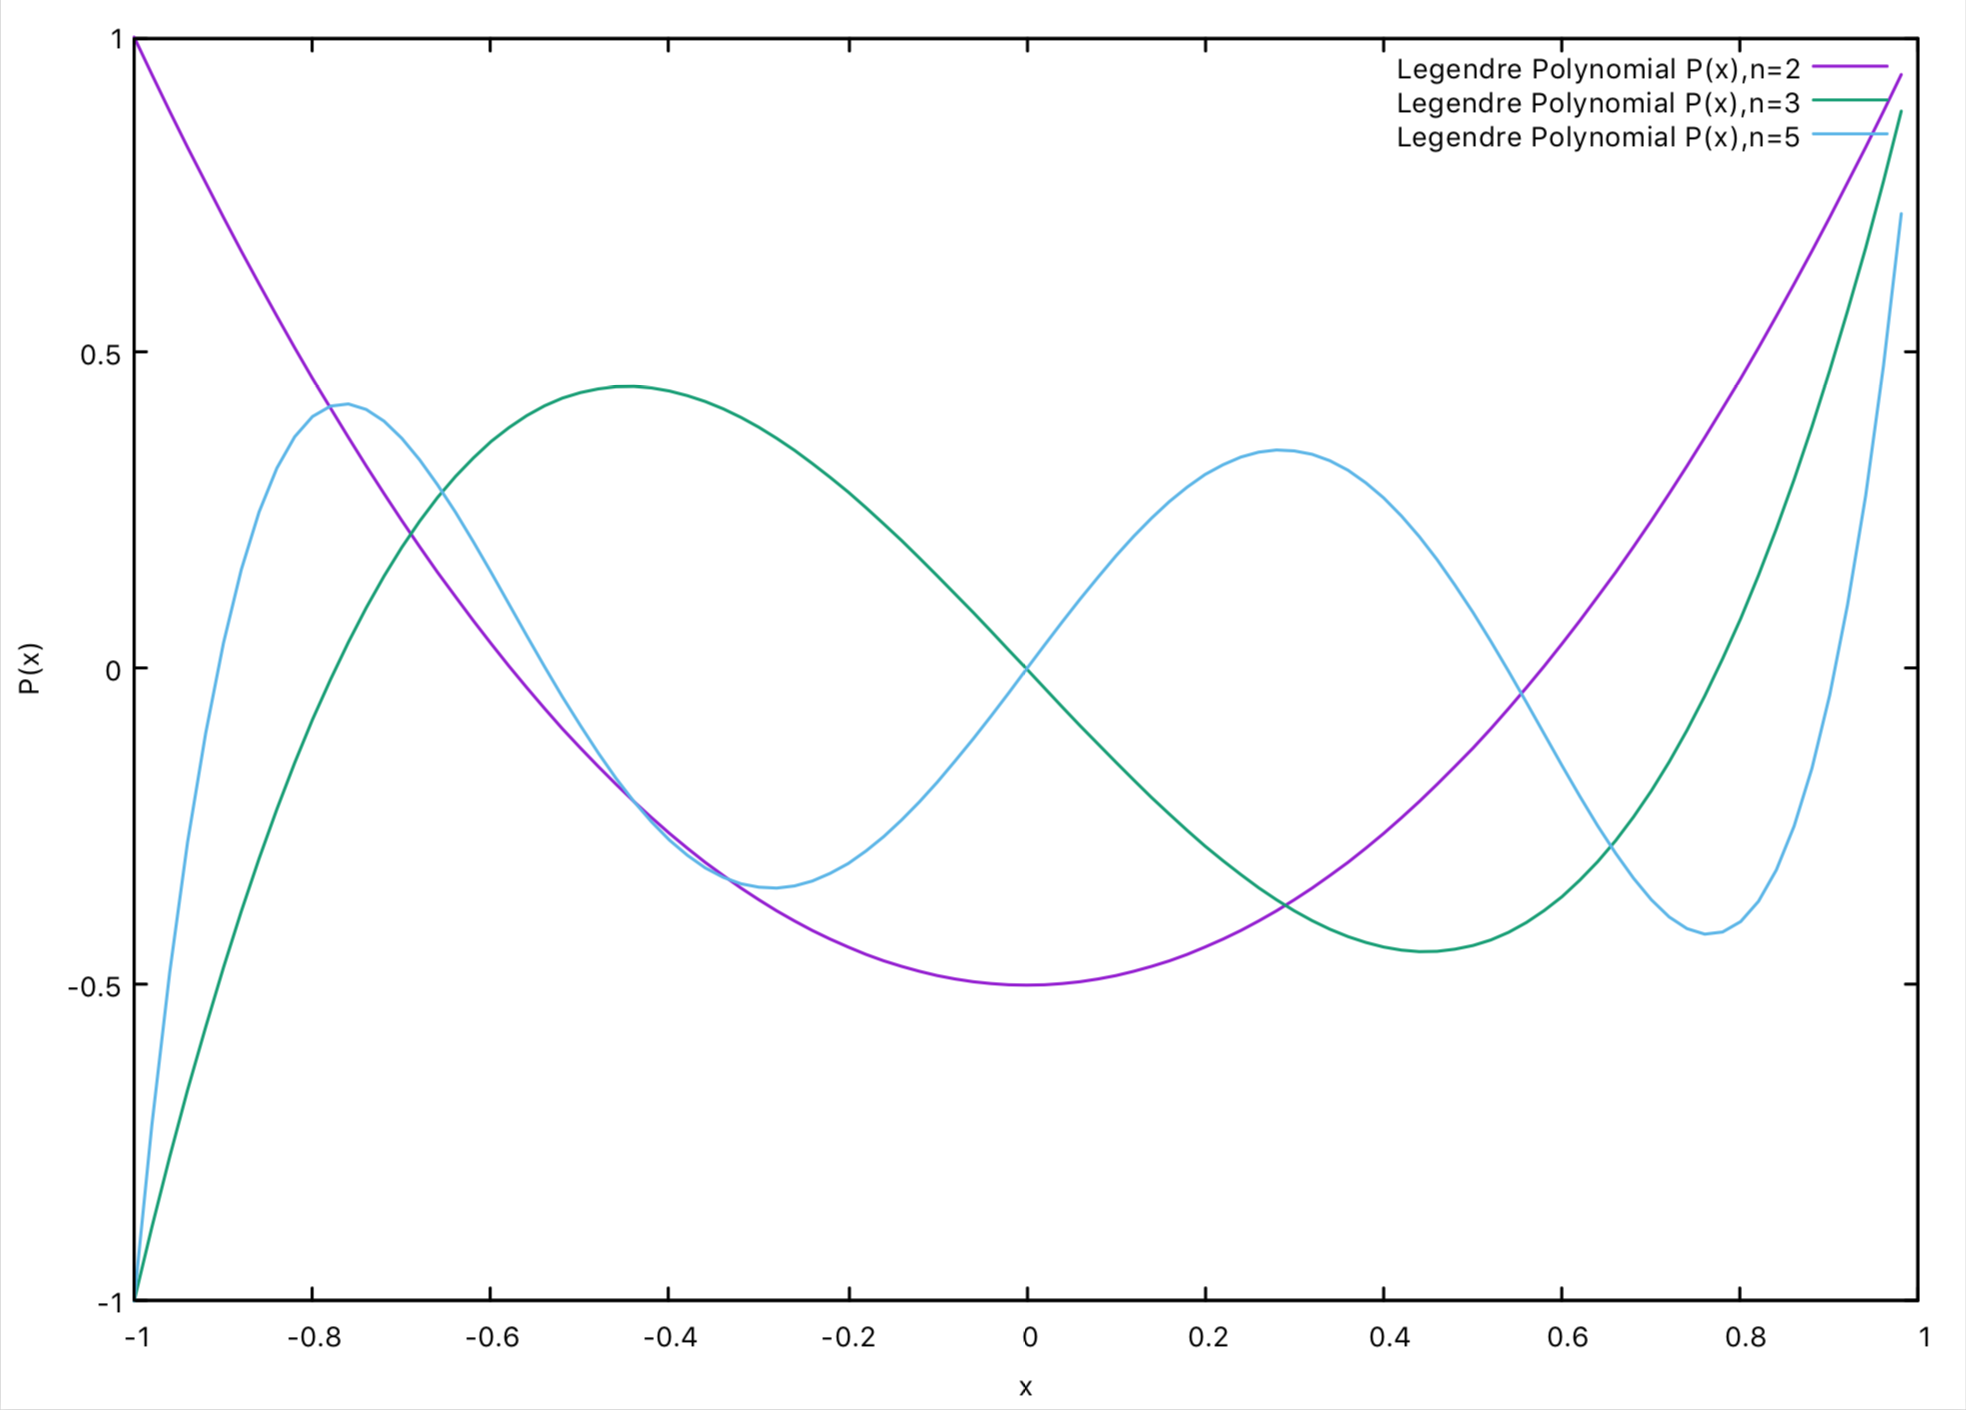 Legendre Polynomial P(x),n=2
Legendre Polynomial P(x),n=3
Legendre Polynomial P(x),n=5
1
0.5
0
-0.5
-1
P(x)
-1 -0.8 -0.6 -0.4 -0.2 0 0.2 0.4 0.6 0.8 1
x